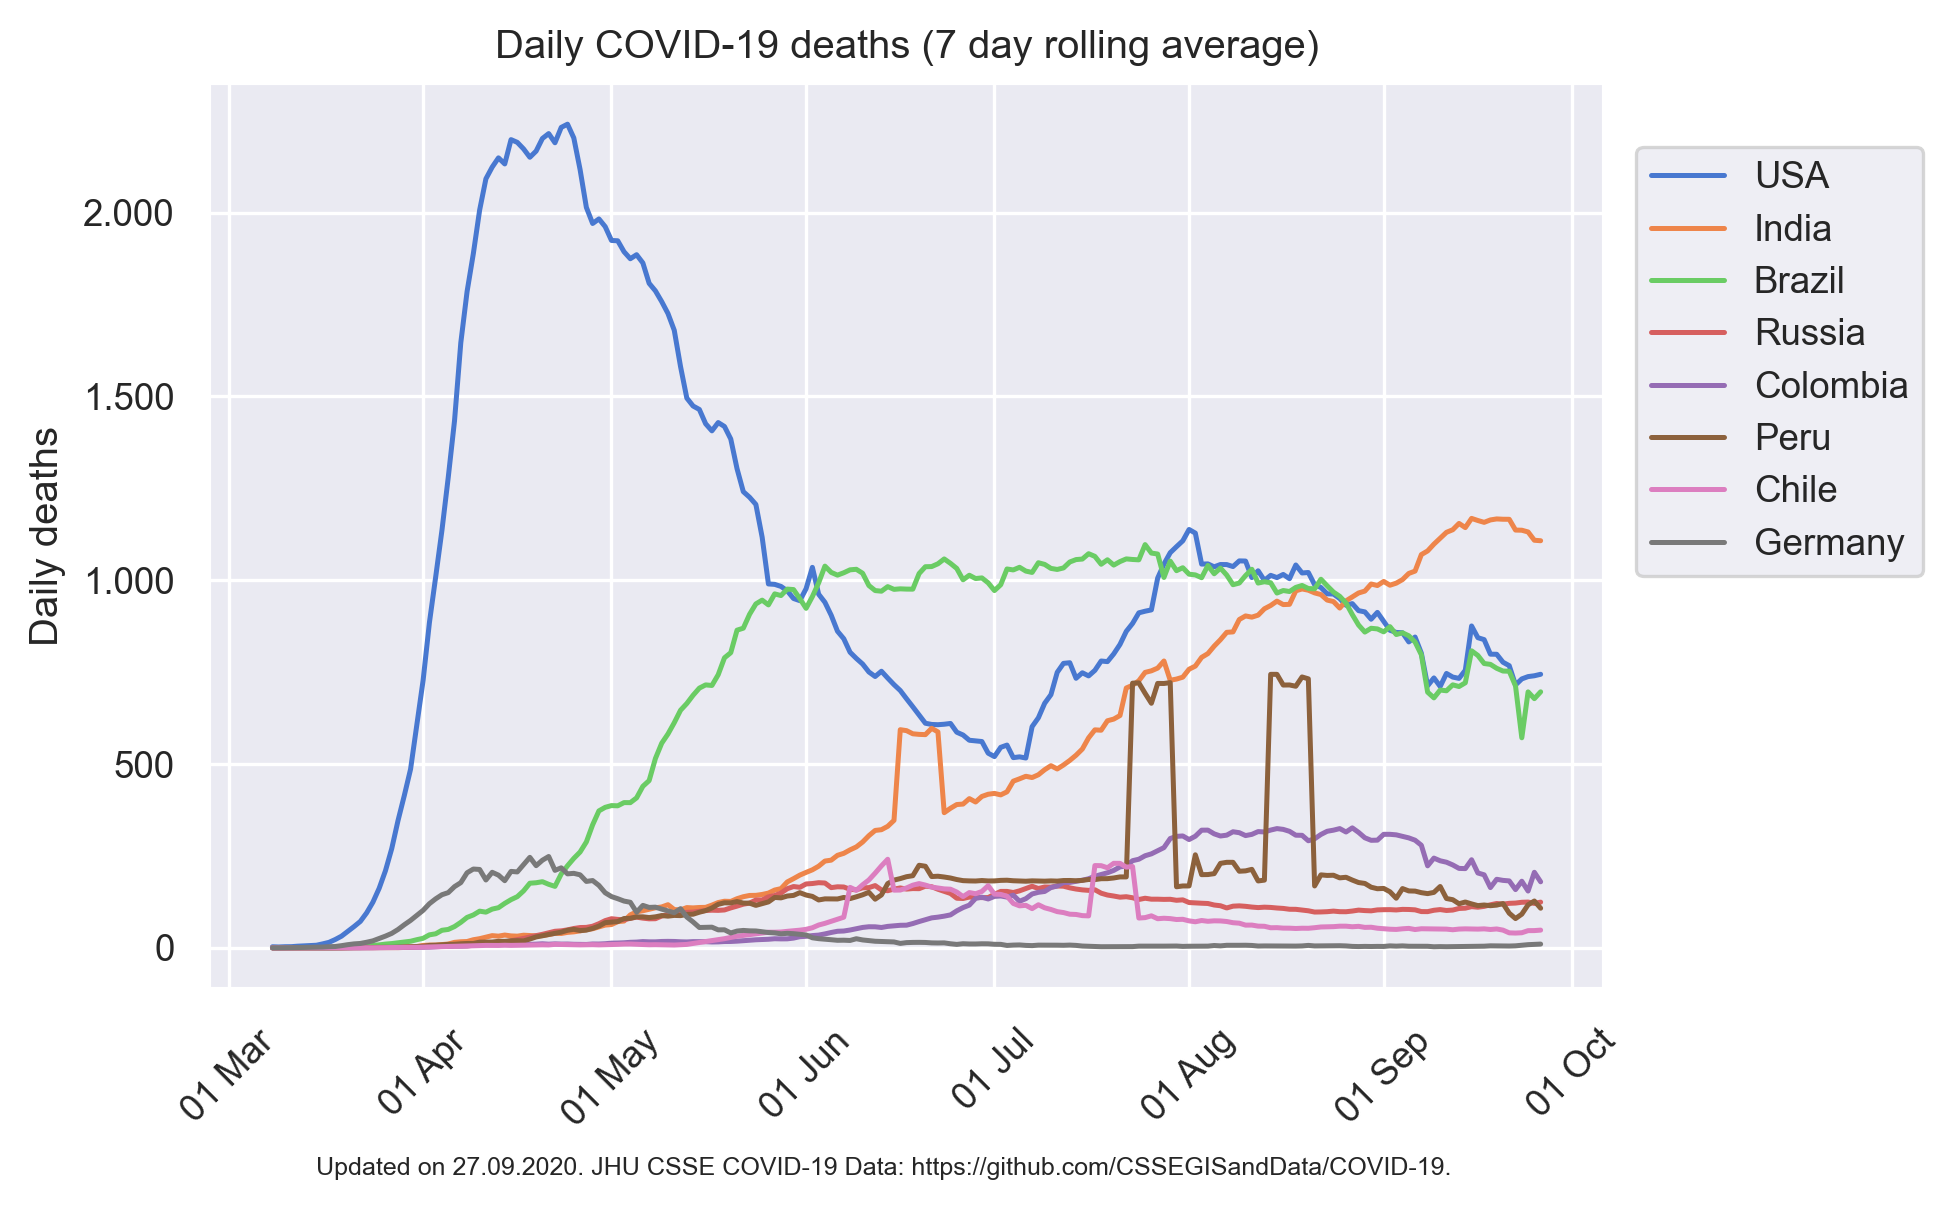 Daily COVID-19 deaths (7 day rolling average)
Daily deaths
2.000
1.500
1.000
500
0
01 Mar
01 Apr
01 May
01 Jun
01 Jul
01 Aug
01 Sep
01 Oct
USA
India
Brazil
Russia
Colombia
Peru
Chile
Germany
Updated on 27.09.2020. JHU CSSE COVID-19 Data: https://github.com/CSSEGISandData/COVID-19.